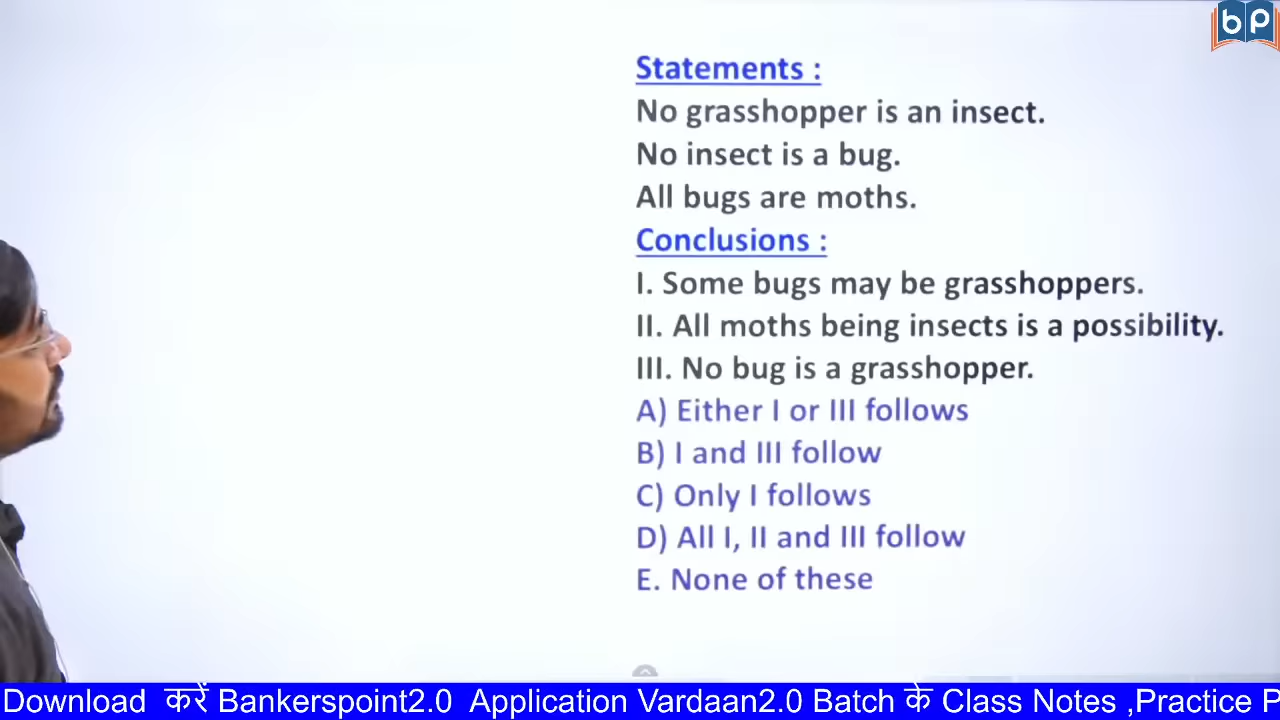 bp
Statements :
No grasshopper is an insect.
No insect is a bug.
All bugs are moths.
Conclusions :
I. Some bugs may be grasshoppers.
II. All moths being insects is a possibility.
III. No bug is a grasshopper.
A) Either I or III follows
B) I and III follow
C) Only I follows
D) All I, II and III follow
E. None of these
Download करें Bankerspoint2.0 Application Vardaan2.0 Batch के Class Notes ,Practice P